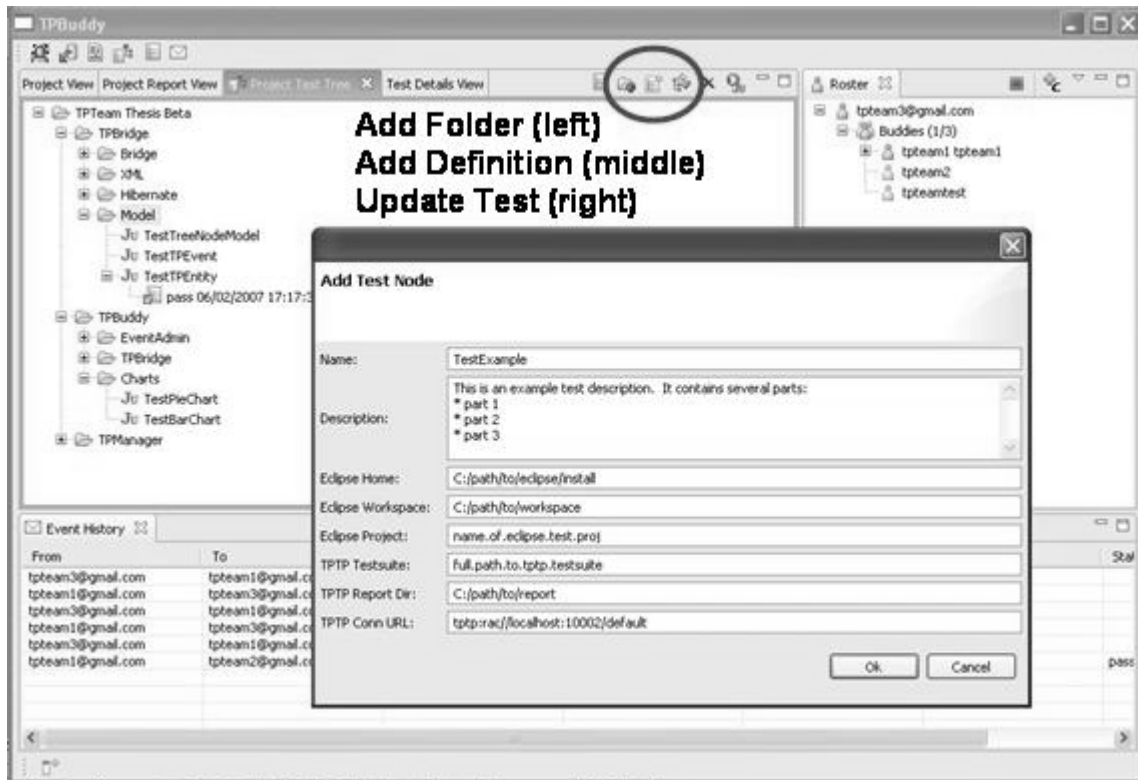 TPBuddy
Project View Project Report View Project Test Tree Test Details View
Roster
TPTeam Thesis Beta
TPBridge
Bridge
XML
Hibernate
Model
Ju TestTreeNodeModel
Ju TestTPEvent
Ju TestTPEntity
pass 06/02/2007 17:17:3
TPBuddy
EventAdmin
TPBridge
Charts
Ju TestPieChart
Ju TestBarChart
TPManager
Add Folder (left)
Add Definition (middle)
Update Test (right)
tpteam3@gmail.com
Buddies (1/3)
tpteam1 tpteam1
tpteam2
tpteamtest
Add Test Node
Name: TestExample
Description: This is an example test description. It contains several parts:
* part 1
* part 2
* part 3
Eclipse Home: C:/path/to/eclipse/install
Eclipse Workspace: C:/path/to/workspace
Eclipse Project: name.of.eclipse.test.proj
TPTP Testsuite: full.path.to.tptp.testsuite
TPTP Report Dir: C:/path/to/report
TPTP Conn URL: tptp:rac//localhost:10002/default
Ok Cancel
Event History
From To Stat
tpteam3@gmail.com tpteam1@gmail.c
tpteam1@gmail.com tpteam3@gmail.c
tpteam3@gmail.com tpteam1@gmail.c
tpteam1@gmail.com tpteam3@gmail.c
tpteam3@gmail.com tpteam1@gmail.c
tpteam1@gmail.com tpteam2@gmail.c pass